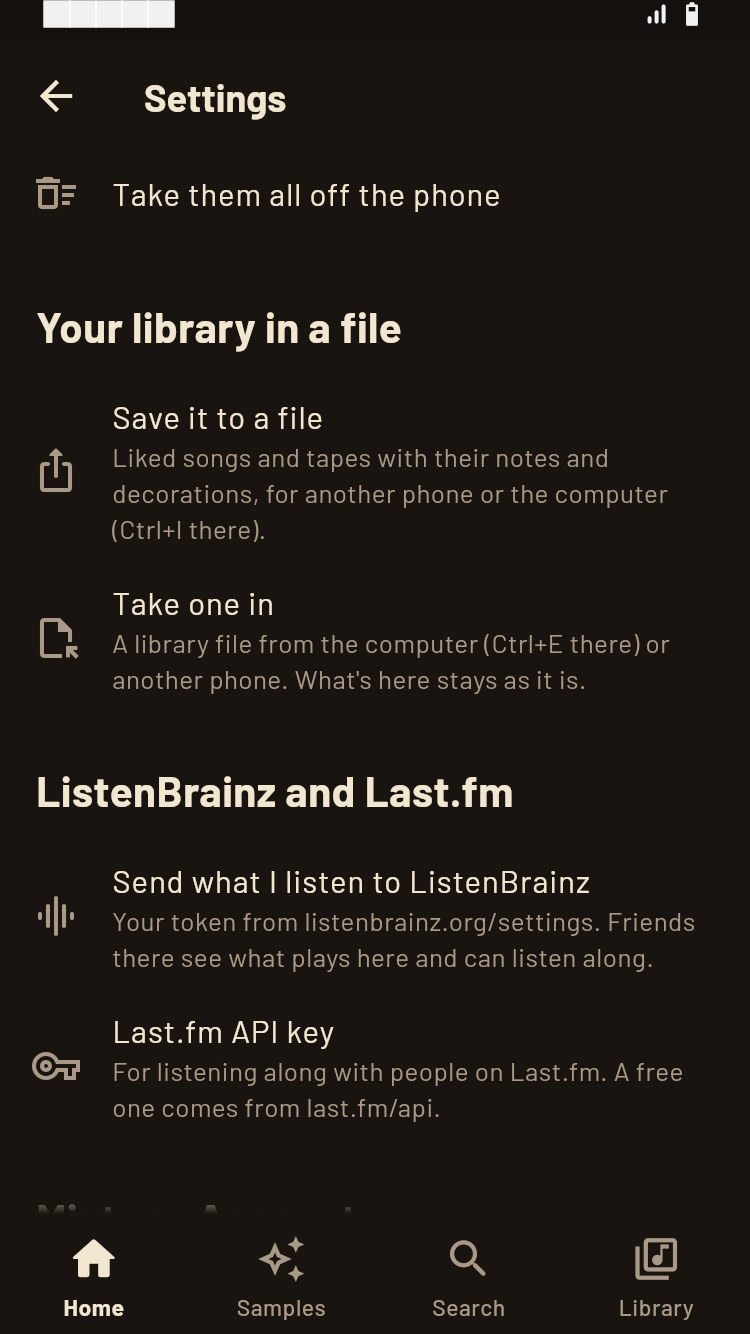 Settings
Take them all off the phone
Your library in a file
Save it to a file
Liked songs and tapes with their notes and
decorations, for another phone or the computer
(Ctrl+I there).
Take one in
A library file from the computer (Ctrl+E there) or
another phone. What's here stays as it is.
ListenBrainz and Last.fm
Send what I listen to ListenBrainz
Your token from listenbrainz.org/settings. Friends
there see what plays here and can listen along.
Last.fm API key
For listening along with people on Last.fm. A free
one comes from last.fm/api.
Home
Samples
Search
Library